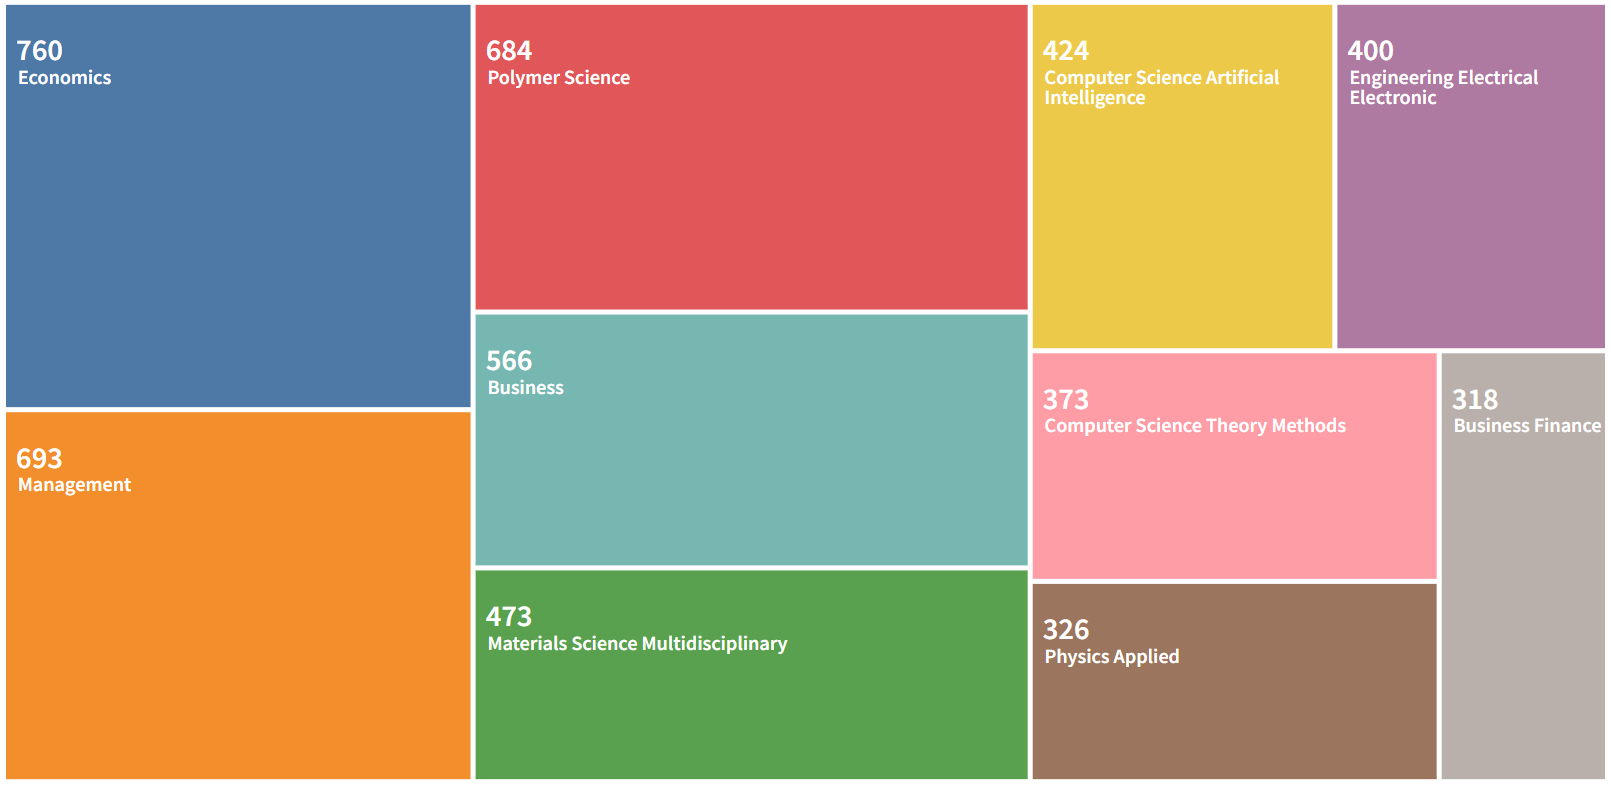 760
Economics
693
Management
684
Polymer Science
566
Business
473
Materials Science Multidisciplinary
424
Computer Science Artificial
Intelligence
400
Engineering Electrical
Electronic
373
Computer Science Theory Methods
326
Physics Applied
318
Business Finance